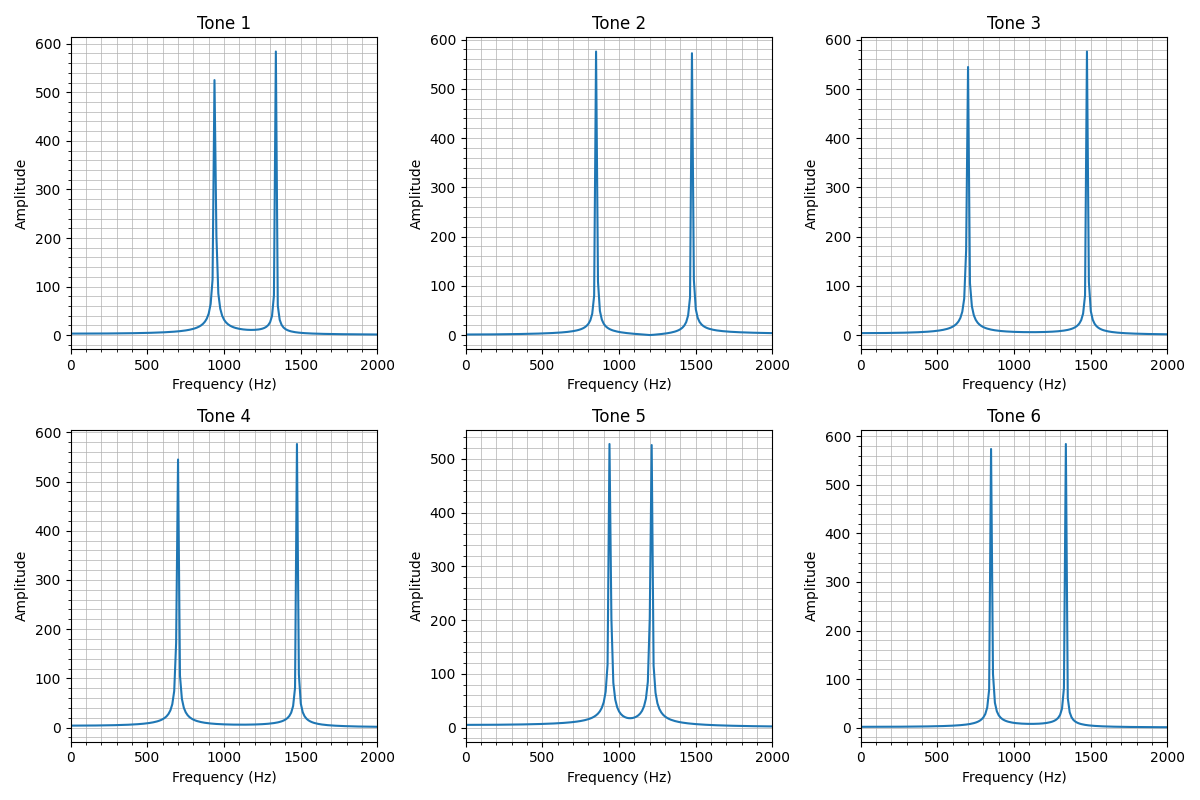 Tone 1 Tone 2 Tone 3
600 600 600
500 500 500
400 400 400
300 300 300
200 200 200
100 100 100
0 0 0
Amplitude Amplitude Amplitude
0 500 1000 1500 2000 0 500 1000 1500 2000 0 500 1000 1500 2000
Frequency (Hz) Frequency (Hz) Frequency (Hz)
Tone 4 Tone 5 Tone 6
600 500 600
500 400 500
400 300 400
300 200 300
200 100 200
100 0 100
0 0
Amplitude Amplitude Amplitude
0 500 1000 1500 2000 0 500 1000 1500 2000 0 500 1000 1500 2000
Frequency (Hz) Frequency (Hz) Frequency (Hz)